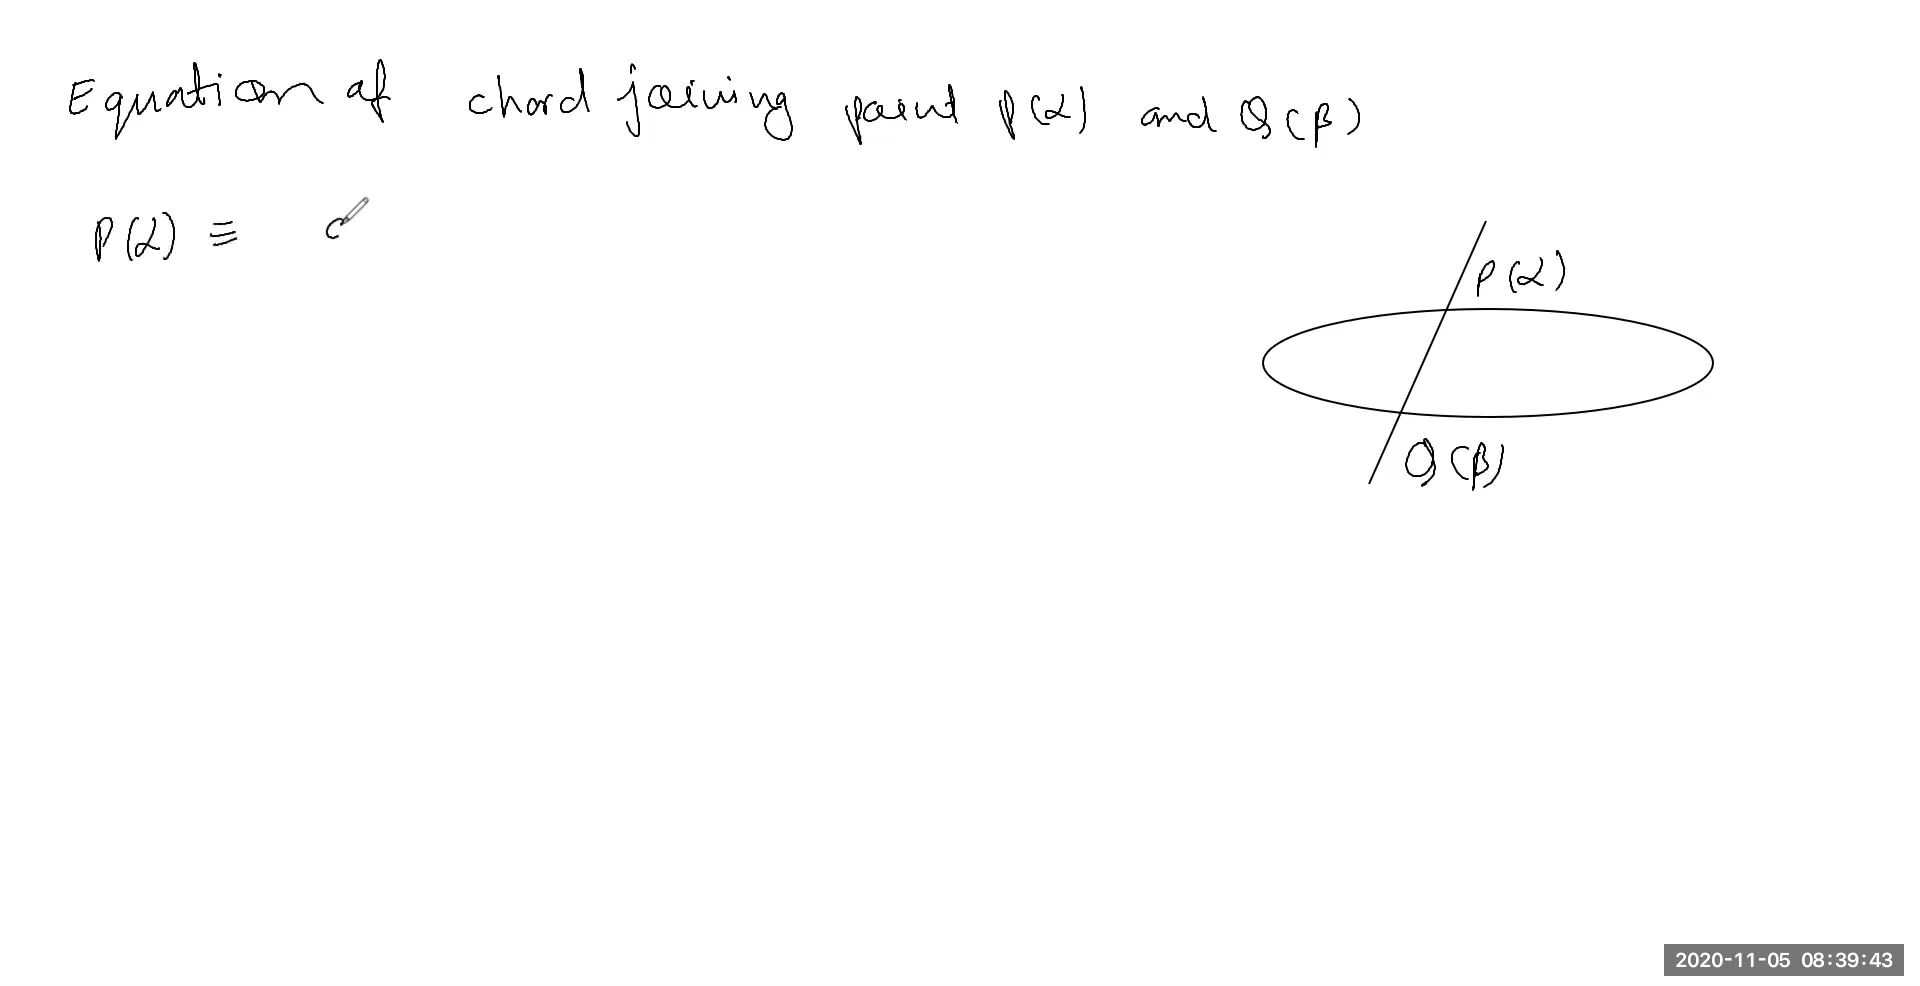 Equation of chord joining point P(α) and Q(β)
P(α) ≡
P(α)
Q(β)
2020-11-05 08:39:43